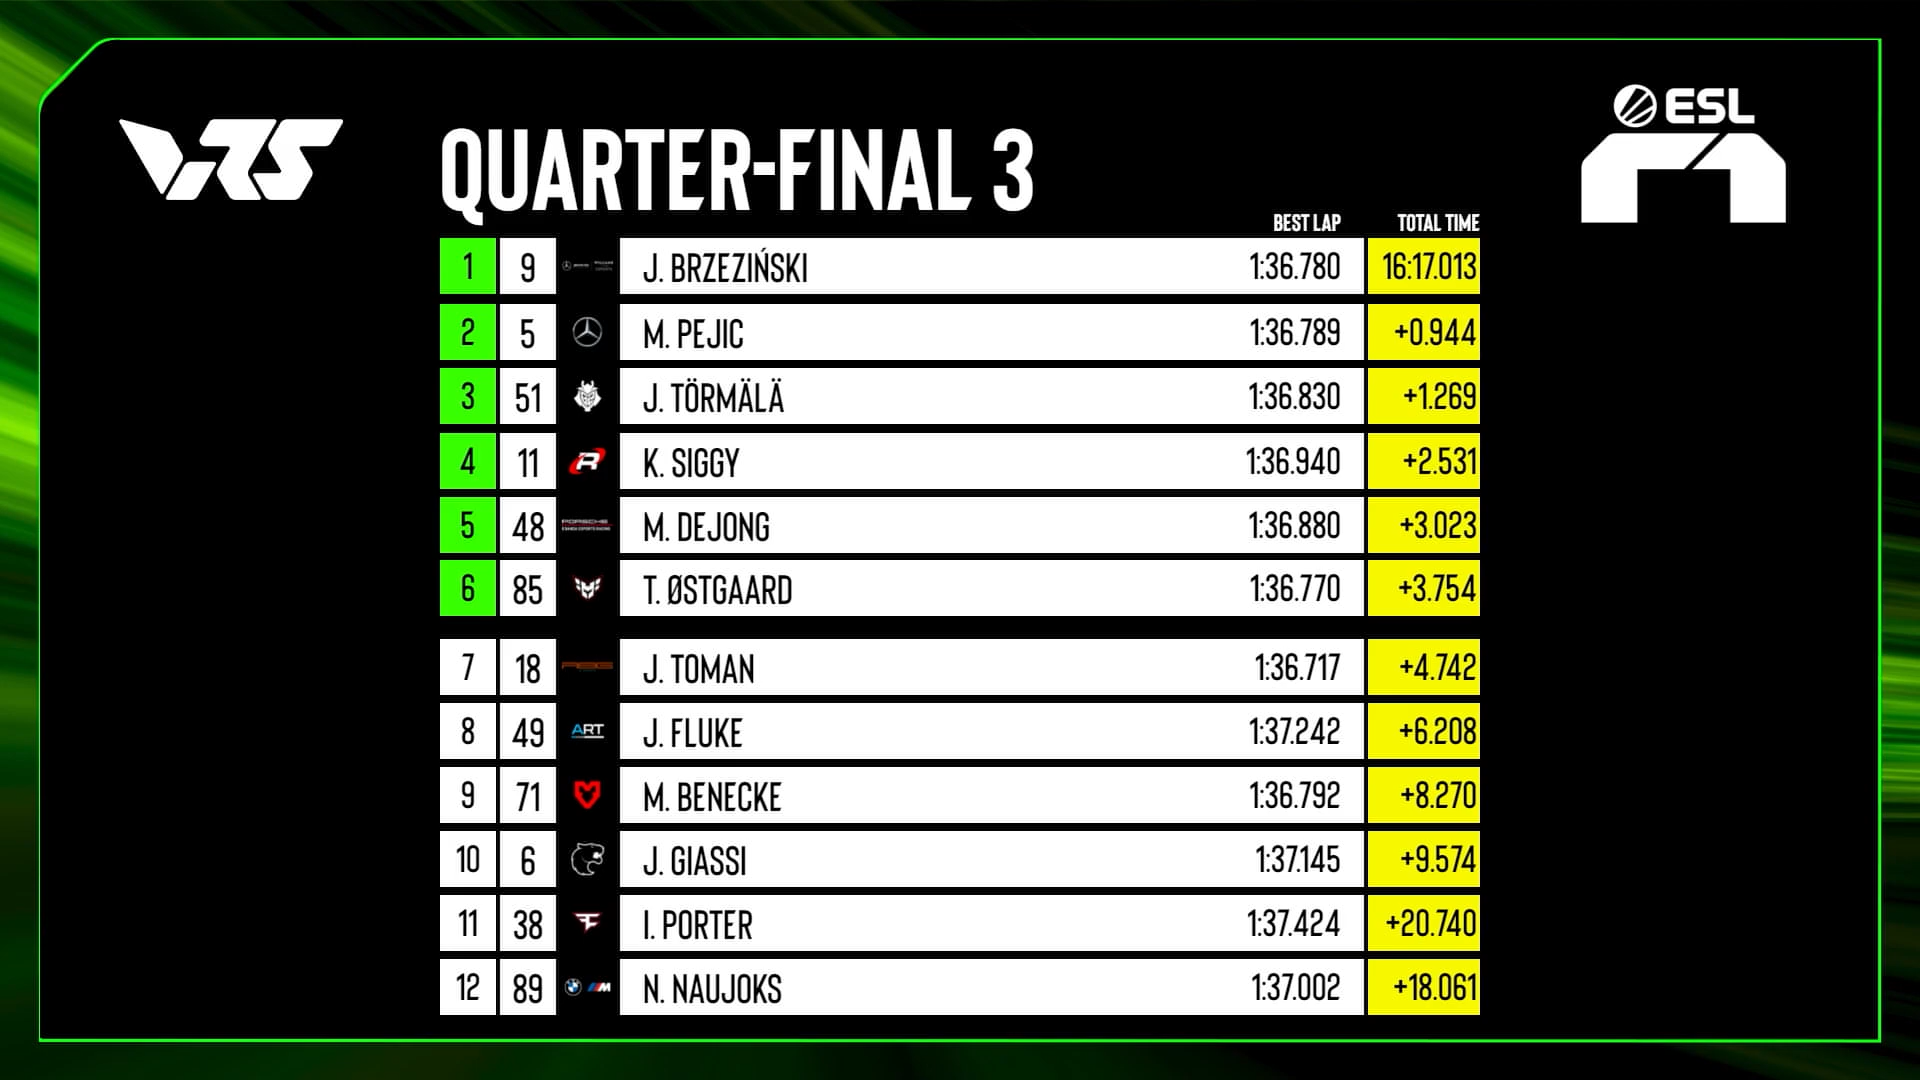 VRS
QUARTER-FINAL 3
ESL
R1
BEST LAP TOTAL TIME
1 9 J. BRZEZIŃSKI 1:36.780 16:17.013
2 5 M. PEJIC 1:36.789 +0.944
3 51 J. TÖRMÄLÄ 1:36.830 +1.269
4 11 R K. SIGGY 1:36.940 +2.531
5 48 PORSCHE M. DEJONG 1:36.880 +3.023
6 85 T. ØSTGAARD 1:36.770 +3.754
7 18 J. TOMAN 1:36.717 +4.742
8 49 ART J. FLUKE 1:37.242 +6.208
9 71 M. BENECKE 1:36.792 +8.270
10 6 J. GIASSI 1:37.145 +9.574
11 38 I. PORTER 1:37.424 +20.740
12 89 M N. NAUJOKS 1:37.002 +18.061